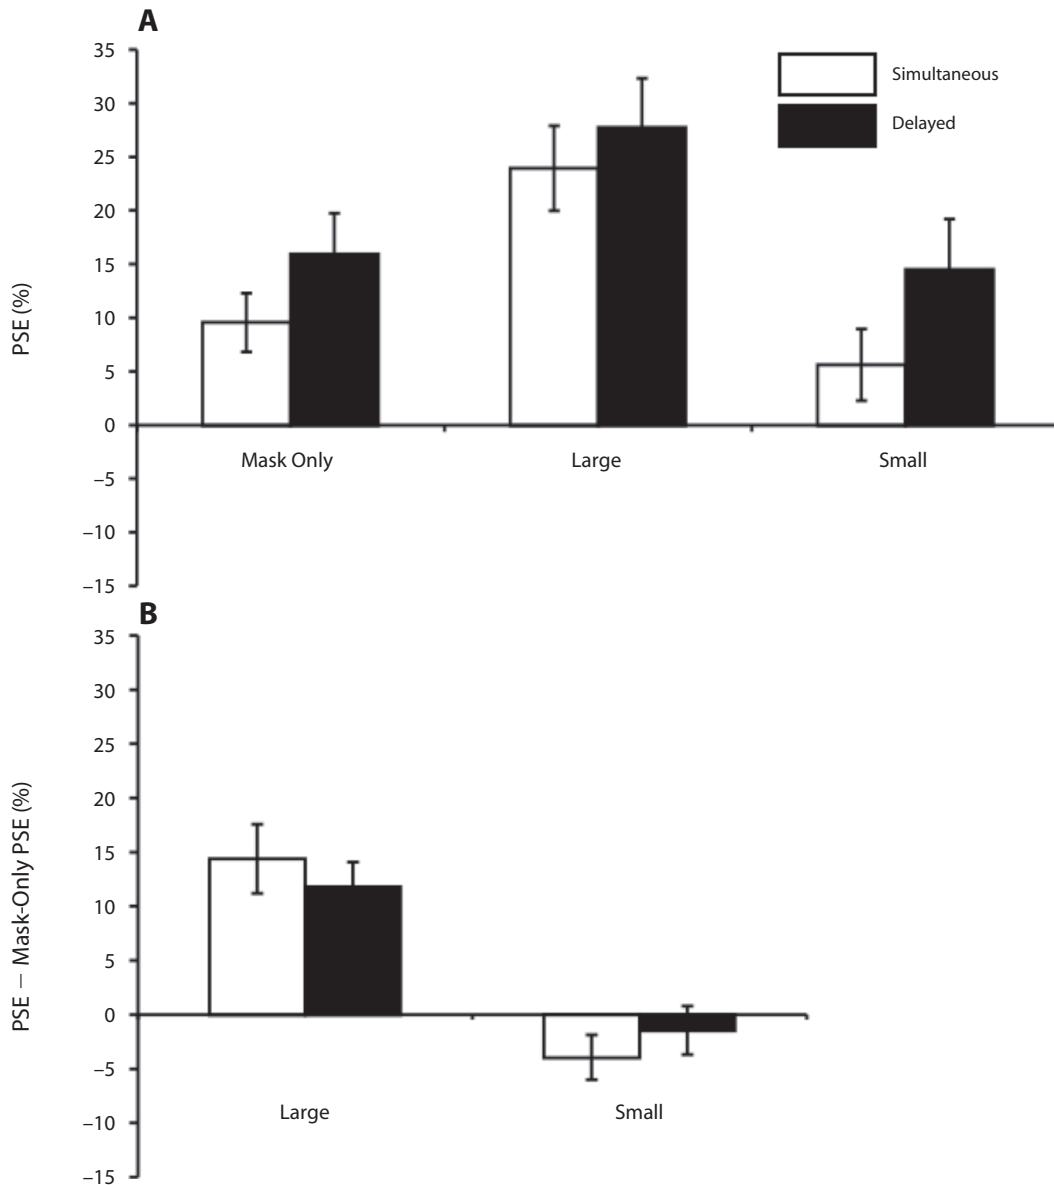 A
35
30
25
20
15
10
5
0
−5
−10
−15
PSE (%)
Simultaneous
Delayed
Mask Only Large Small
B
35
30
25
20
15
10
5
0
−5
−10
−15
PSE − Mask-Only PSE (%)
Large Small